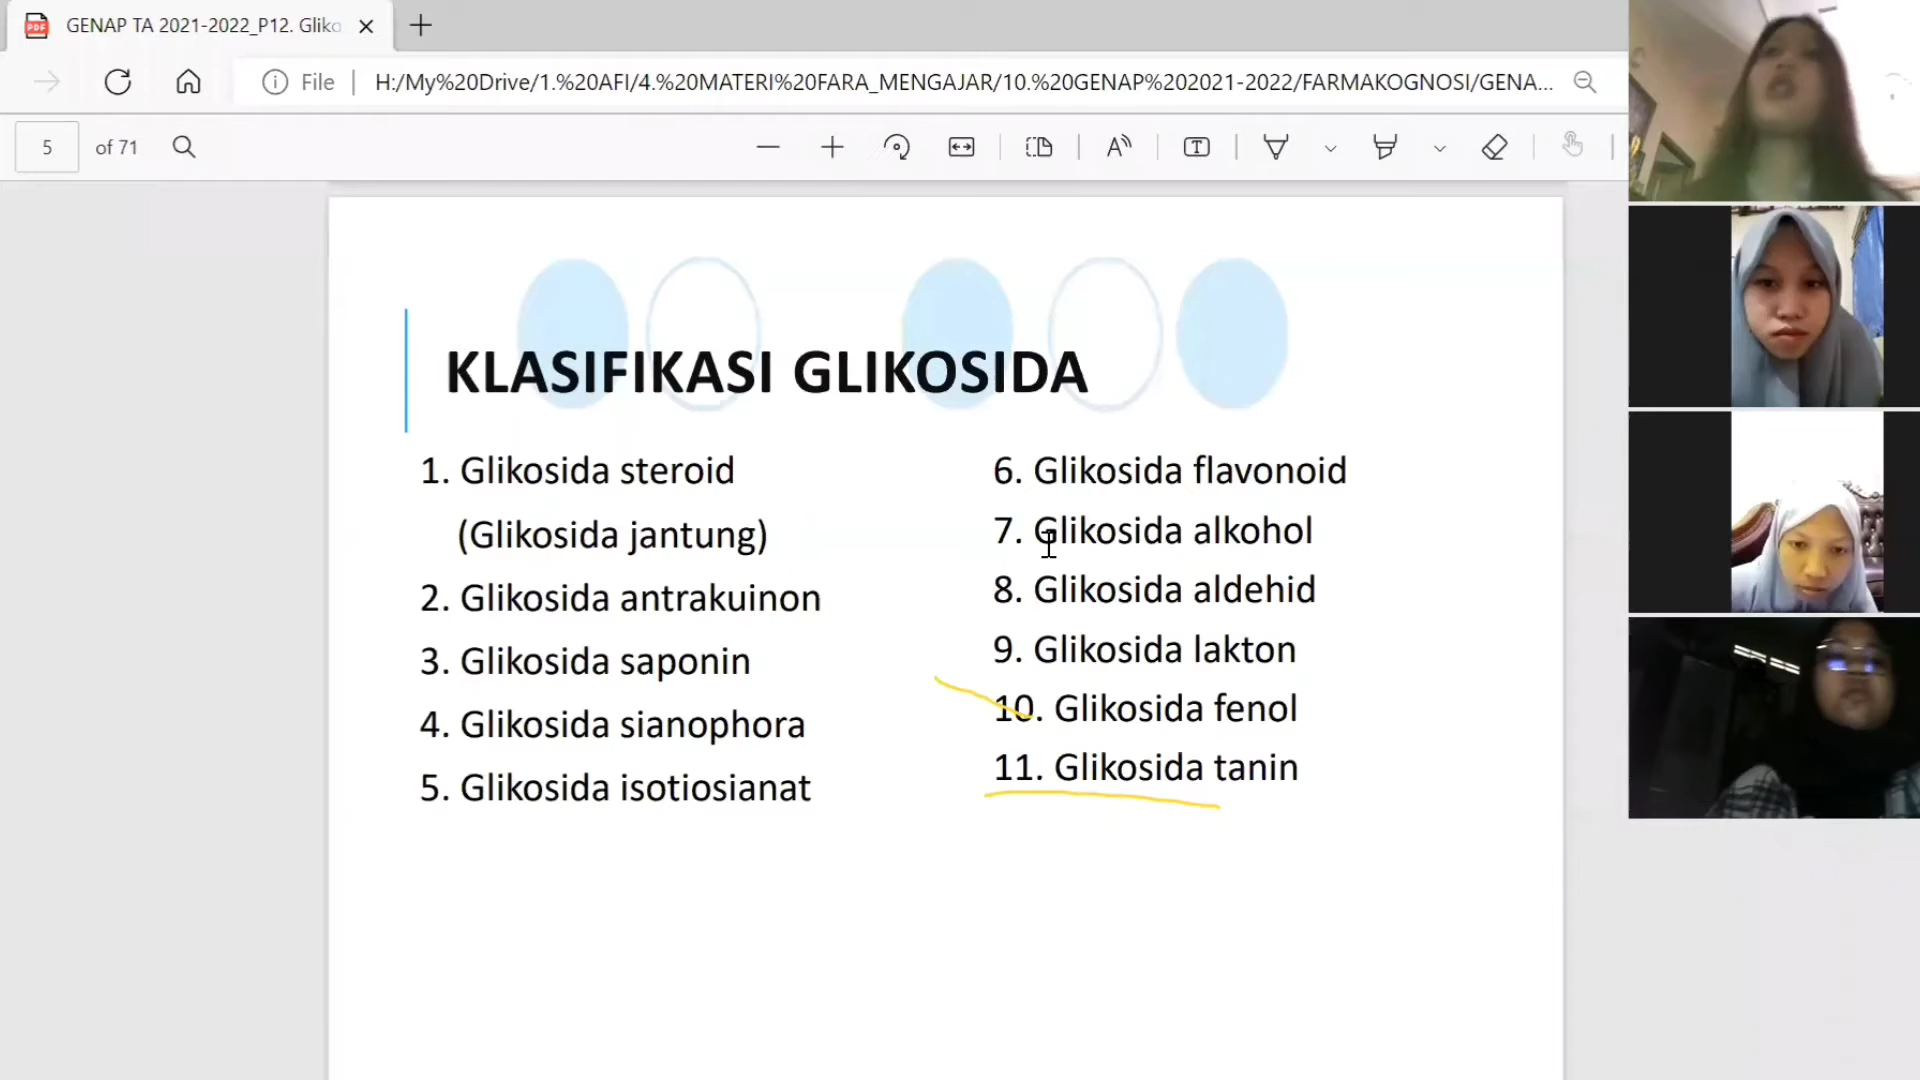 GENAP TA 2021-2022_P12. Gliko
File
H:/My%20Drive/1.%20AFI/4.%20MATERI%20FARA_MENGAJAR/10.%20GENAP%202021-2022/FARMAKOGNOSI/GENA...
5 of 71
KLASIFIKASI GLIKOSIDA
1. Glikosida steroid
(Glikosida jantung)
2. Glikosida antrakuinon
3. Glikosida saponin
4. Glikosida sianophora
5. Glikosida isotiosianat
6. Glikosida flavonoid
7. Glikosida alkohol
8. Glikosida aldehid
9. Glikosida lakton
10. Glikosida fenol
11. Glikosida tanin